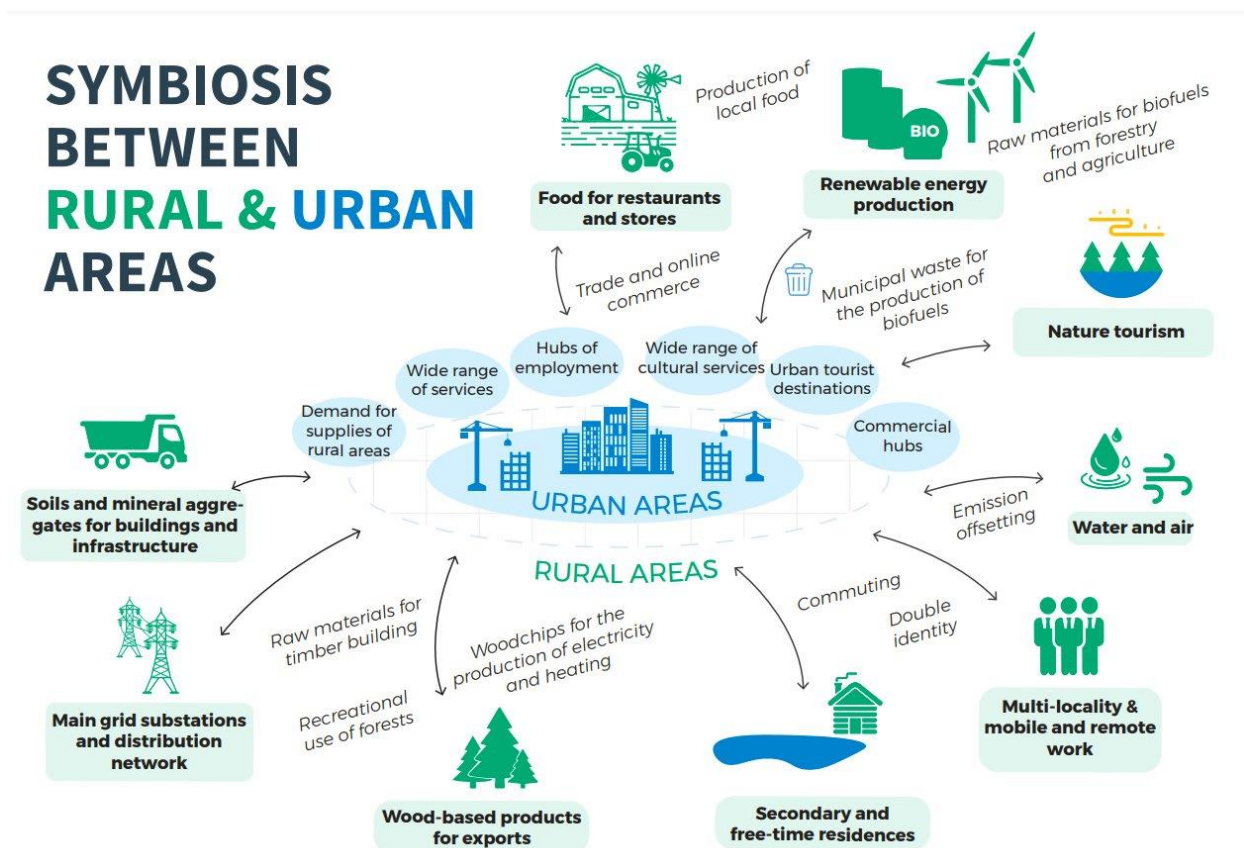 SYMBIOSIS
BETWEEN
RURAL & URBAN
AREAS
Production of
local food
Food for restaurants
and stores
BIO
Renewable energy
production
Raw materials for biofuels
from forestry
and agriculture
Trade and online
commerce
Municipal waste for
the production of
biofuels
Nature tourism
Demand for
supplies of
rural areas
Wide range
of services
Hubs of
employment
Wide range of
cultural services
Urban tourist
destinations
Commercial
hubs
URBAN AREAS
RURAL AREAS
Soils and mineral aggre-
gates for buildings and
infrastructure
Emission
offsetting
Water and air
Main grid substations
and distribution
network
Raw materials for
timber building
Recreational
use of forests
Woodchips for the
production of electricity
and heating
Wood-based products
for exports
Commuting
Double
identity
Secondary and
free-time residences
Multi-locality &
mobile and remote
work